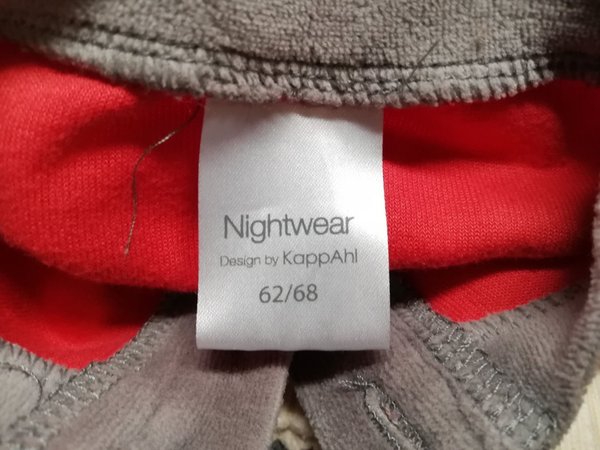 Nightwear
Design by KappAhl
62/68